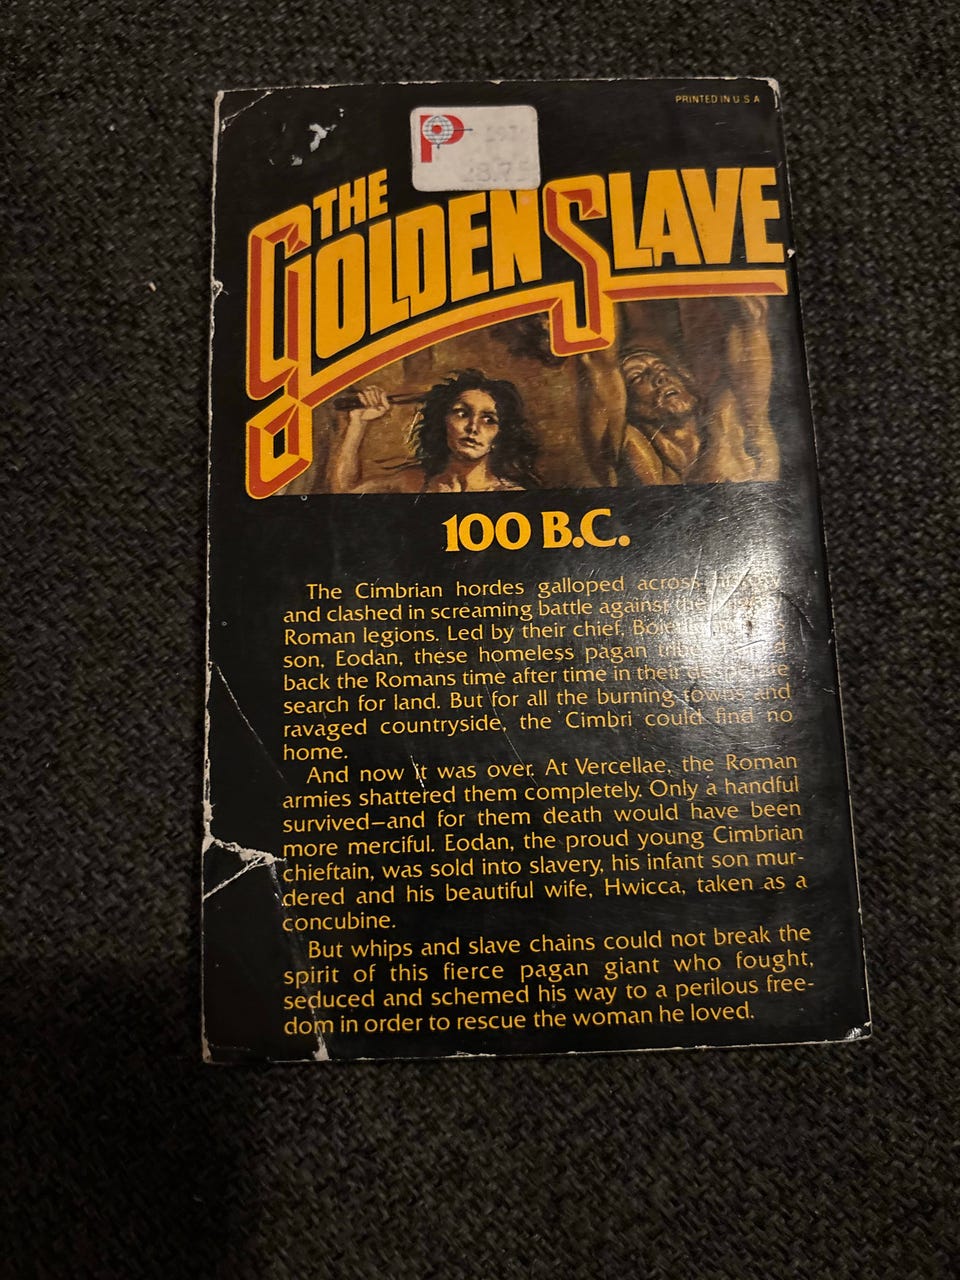 PRINTED IN U.S.A
P
28.75
THE
GOLDEN SLAVE
100 B.C.
The Cimbrian hordes galloped across history
and clashed in screaming battle against the
Roman legions. Led by their chief,
son, Eodan, these homeless pagan
back the Romans time after time in their desperate
search for land. But for all the burning towns and
ravaged countryside, the Cimbri could find no
home.
And now it was over. At Vercellae, the Roman
armies shattered them completely. Only a handful
survived—and for them death would have been
more merciful. Eodan, the proud young Cimbrian
chieftain, was sold into slavery, his infant son mur-
dered and his beautiful wife, Hwicca, taken as a
concubine.
But whips and slave chains could not break the
spirit of this fierce pagan giant who fought,
seduced and schemed his way to a perilous free-
dom in order to rescue the woman he loved.